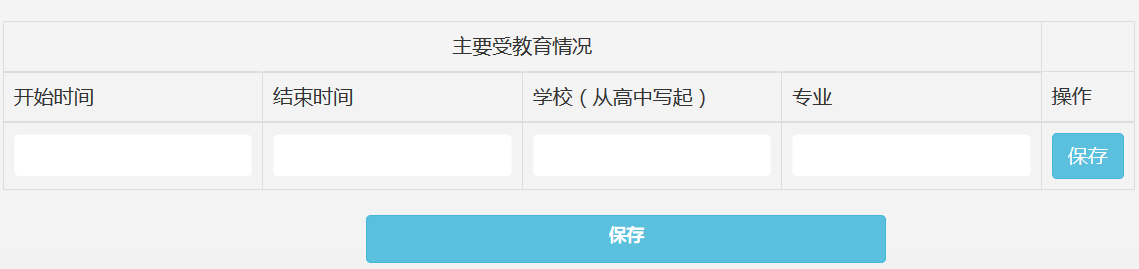 主要受教育情况
开始时间 结束时间 学校（从高中写起） 专业 操作
保存
保存